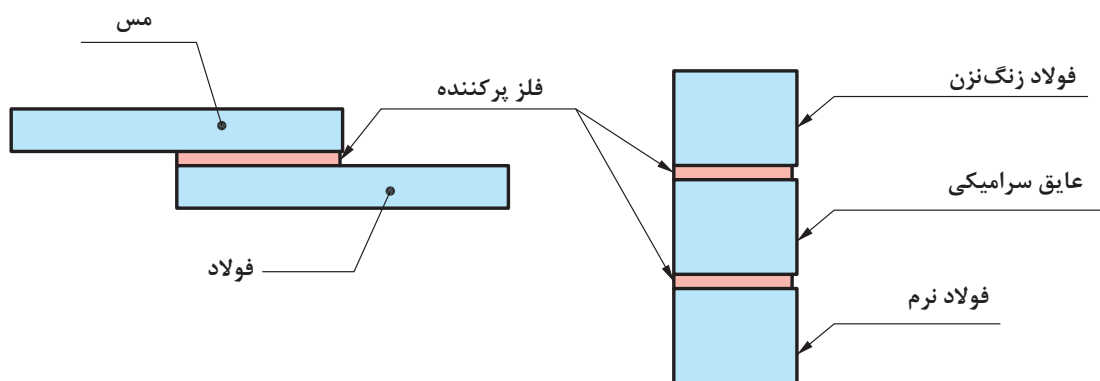 مس
فولاد زنگ‌نزن
فلز پرکننده
عایق سرامیکی
فولاد
فولاد نرم